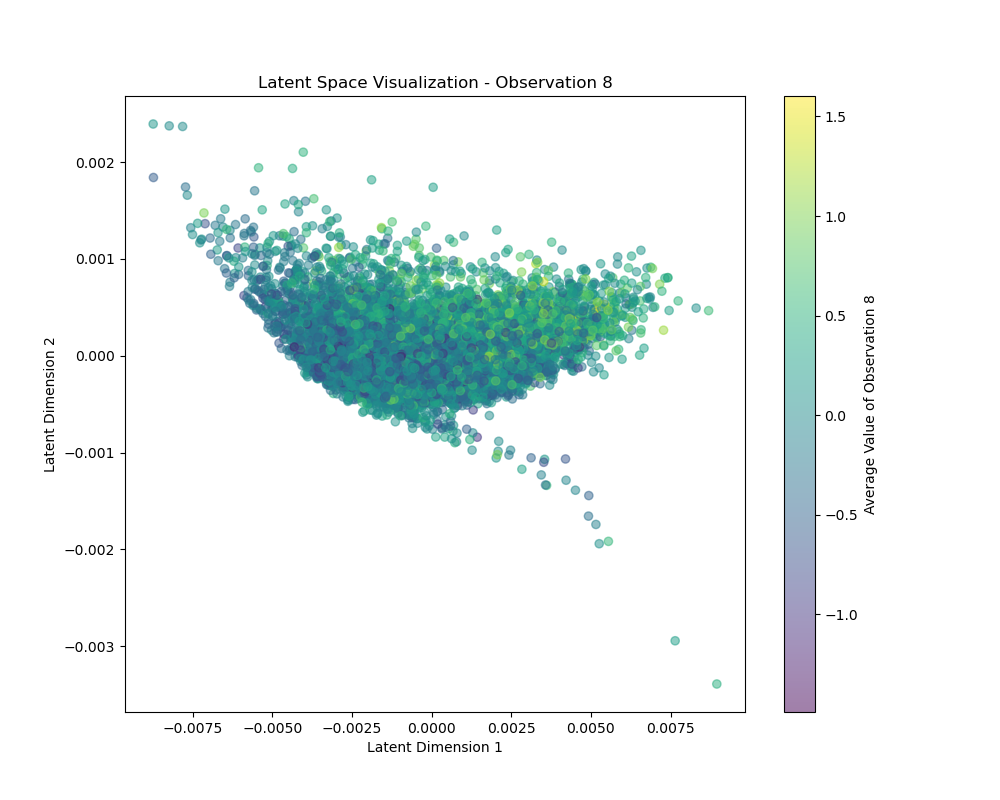 Latent Space Visualization - Observation 8
Latent Dimension 2
0.002
0.001
0.000
−0.001
−0.002
−0.003
−0.0075 −0.0050 −0.0025 0.0000 0.0025 0.0050 0.0075
Latent Dimension 1
1.5
1.0
0.5
0.0
−0.5
−1.0
Average Value of Observation 8